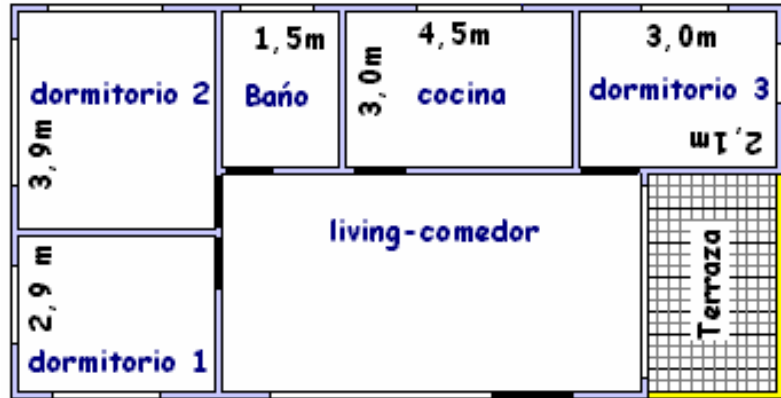 1,5m
4,5m
3,0m
dormitorio 2
Baño
3,0m
cocina
dormitorio 3
3,9m
2,1m
living-comedor
Terraza
2,9 m
dormitorio 1